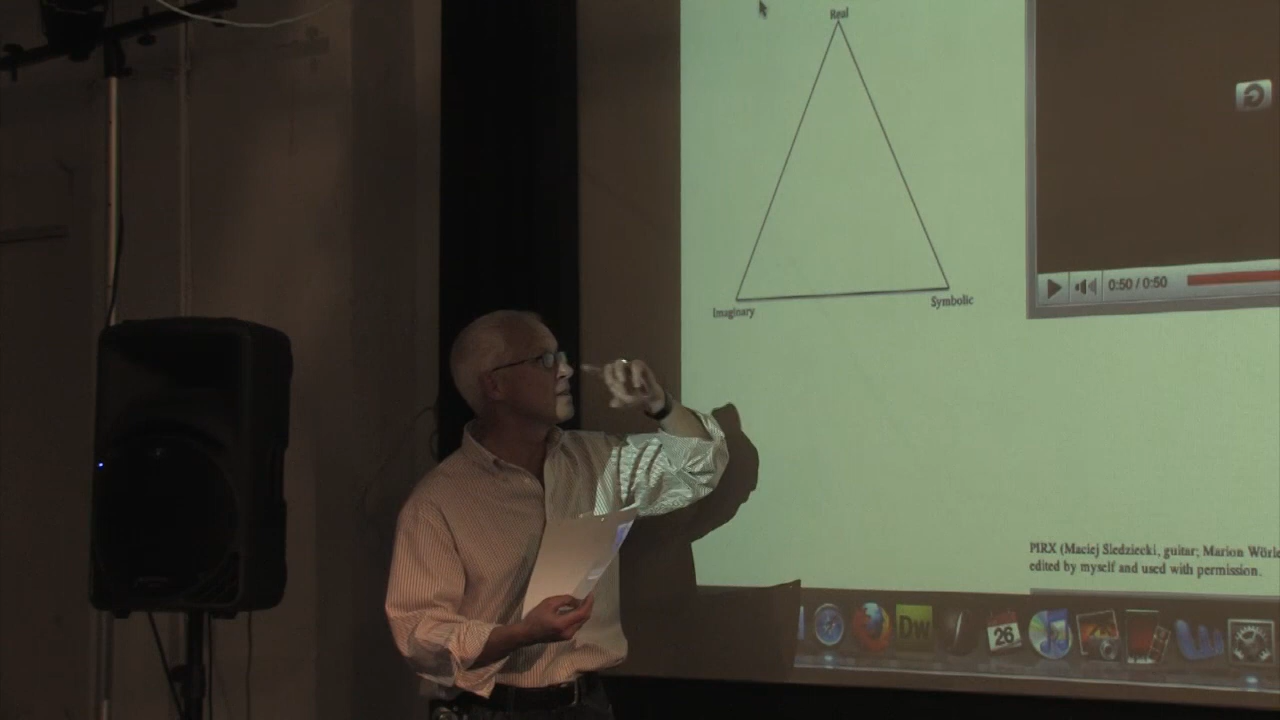 Real
Imaginary
Symbolic
0:50 / 0:50
PIRX (Maciej Sledziecki, guitar; Marion
edited by myself and used with permission.
Dw
26